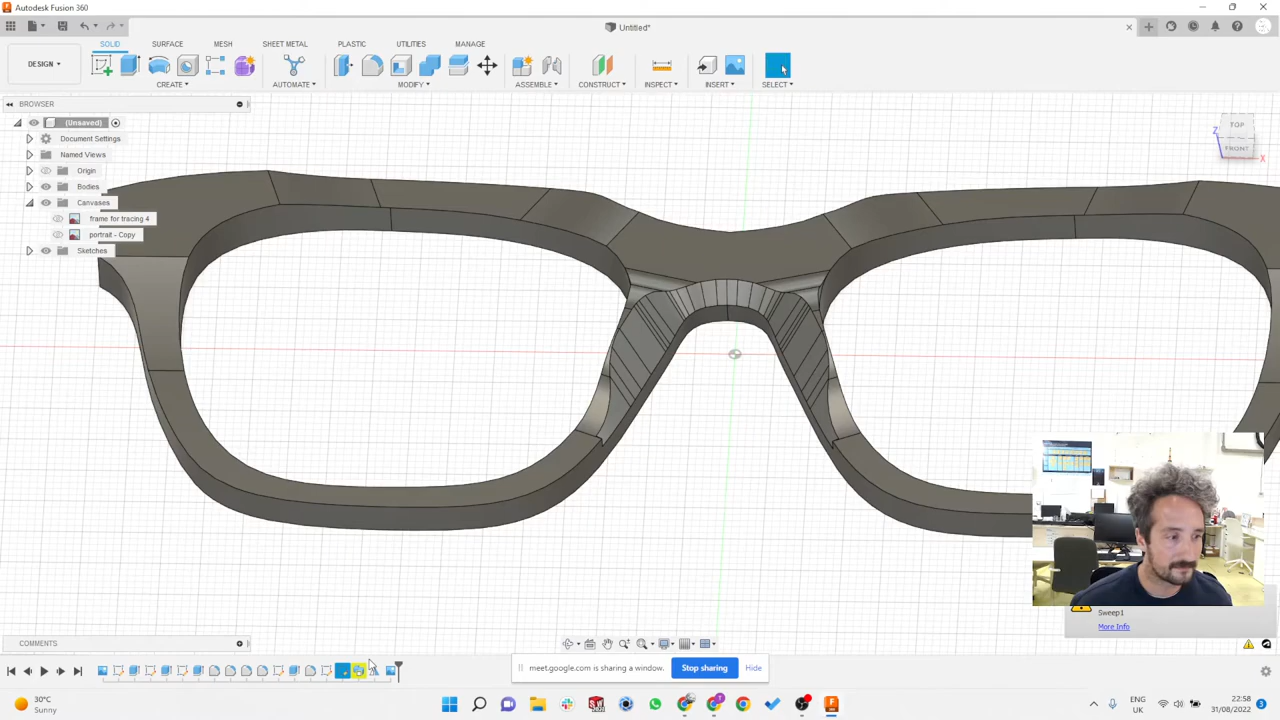 Autodesk Fusion 360
Untitled*
DESIGN
SOLID SURFACE MESH SHEET METAL PLASTIC UTILITIES MANAGE
CREATE AUTOMATE MODIFY ASSEMBLE CONSTRUCT INSPECT INSERT SELECT
BROWSER
(Unsaved)
Document Settings
Named Views
Origin
Bodies
Canvases
frame for tracing 4
portrait - Copy
Sketches
TOP
FRONT
Z
X
Sweep1
More Info
COMMENTS
meet.google.com is sharing a window. Stop sharing Hide
30°C
Sunny
ENG
UK
22:58
31/08/2022
3